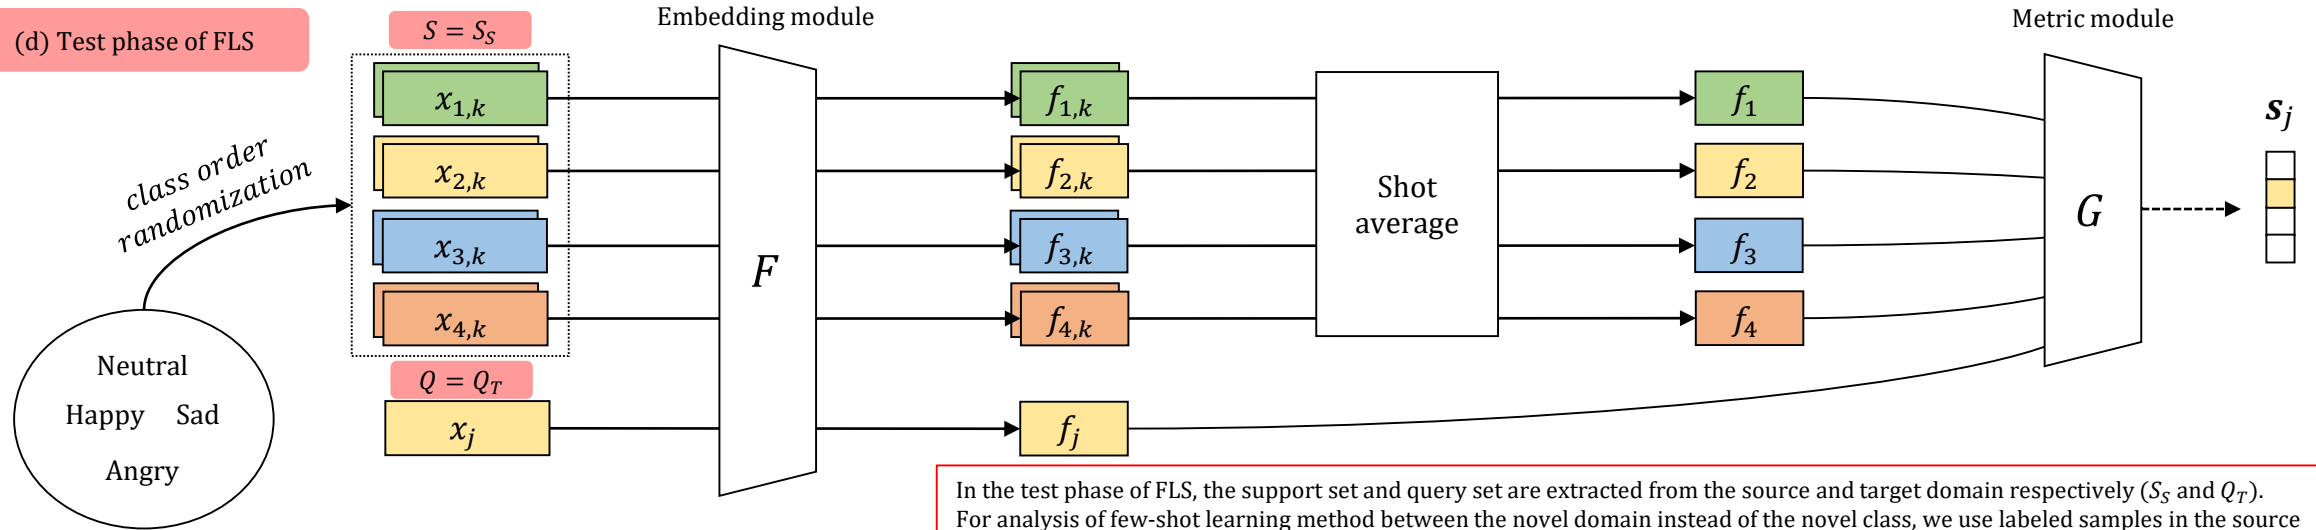 (d) Test phase of FLS
S = S_S
Embedding module
Metric module
class order
randomization
x_{1,k}
x_{2,k}
x_{3,k}
x_{4,k}
Q = Q_T
x_j
F
f_{1,k}
f_{2,k}
f_{3,k}
f_{4,k}
f_j
Shot
average
f_1
f_2
f_3
f_4
G
s_j
Neutral
Happy Sad
Angry
In the test phase of FLS, the support set and query set are extracted from the source and target domain respectively (S_S and Q_T).
For analysis of few-shot learning method between the novel domain instead of the novel class, we use labeled samples in the source